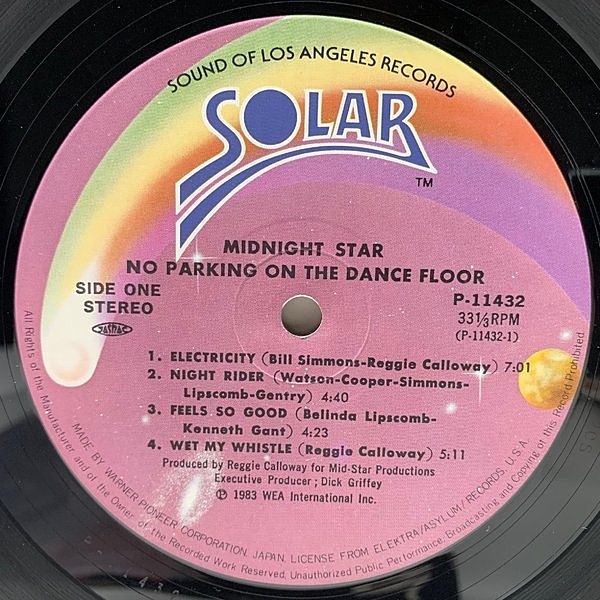 SOUND OF LOS ANGELES RECORDS
SOLAR
TM
MIDNIGHT STAR
NO PARKING ON THE DANCE FLOOR
SIDE ONE
STEREO
JASRAC
P-11432
33⅓RPM
(P-11432-1)
1. ELECTRICITY (Bill Simmons-Reggie Calloway) 7:01
2. NIGHT RIDER (Watson-Cooper-Simmons-
Lipscomb-Gentry) 4:40
3. FEELS SO GOOD (Belinda Lipscomb-
Kenneth Gant) 4:23
4. WET MY WHISTLE (Reggie Calloway) 5:11
Produced by Reggie Calloway for Mid-Star Productions
Executive Producer ; Dick Griffey
℗ 1983 WEA International Inc.
MADE BY WARNER PIONEER CORPORATION, JAPAN. LICENSE FROM ELEKTRA/ASYLUM/RECORDS, U.S.A.
All Rights of the Manufacturer and of the Owner of the Recorded Work Reserved. Unauthorized Public Performance, Broadcasting and Copying of this Record Prohibited.